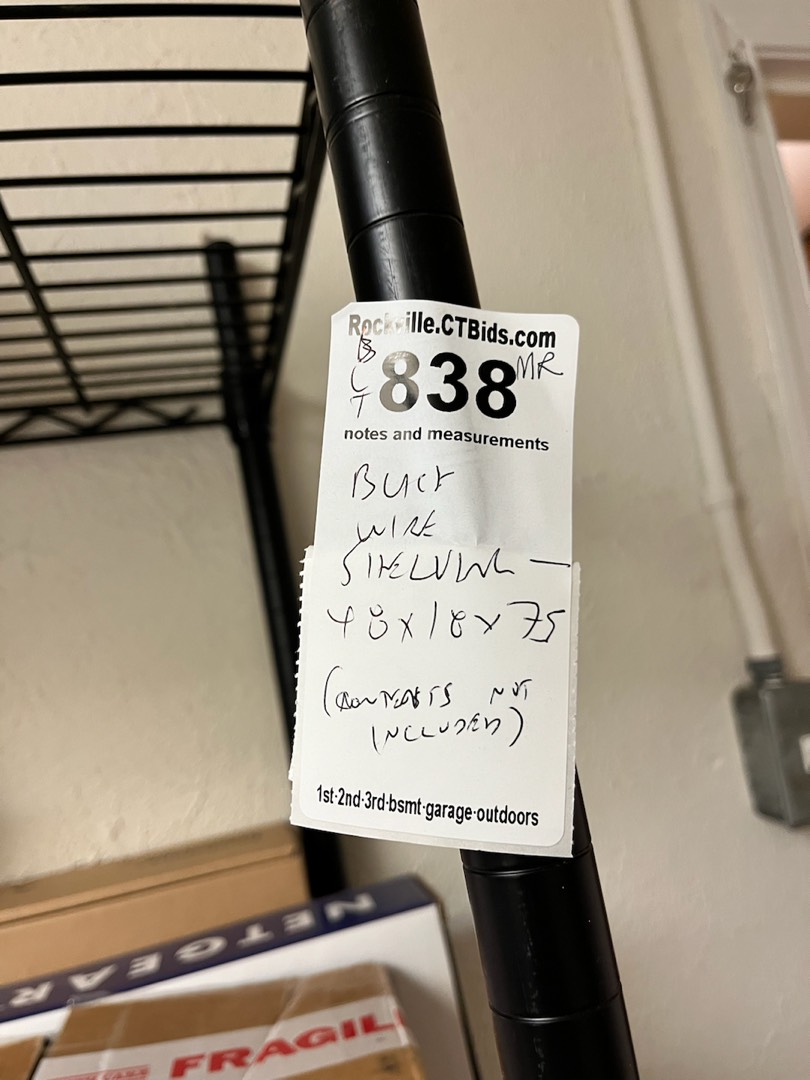 Rockville.CTBids.com
BCT 838 MR
notes and measurements
BLACK
WIRE
SHELVING —
48x18x75
(CONTENTS NOT
INCLUDED)
1st·2nd·3rd·bsmt·garage·outdoors
NETGEAR
FRAGIL